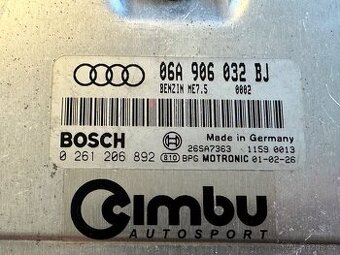 06A 906 032 BJ
BENZIN ME7.5 0002
BOSCH
Made in Germany
26SA7363 1159 0013
0 261 206 892 B10 BPG MOTRONIC 01-02-26
Cimbu
AUTOSPORT